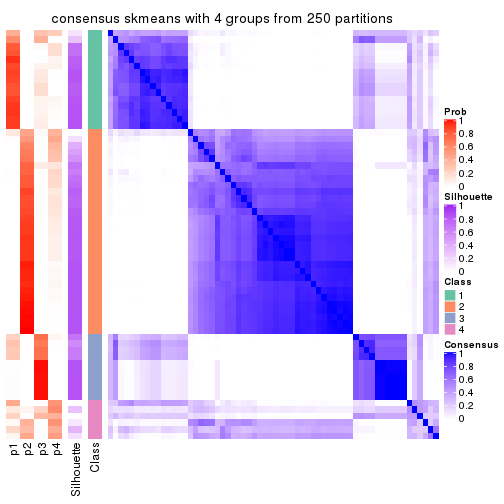 consensus skmeans with 4 groups from 250 partitions
Prob
1
0.8
0.6
0.4
0.2
0
Silhouette
1
0.8
0.6
0.4
0.2
0
Class
1
2
3
4
Consensus
1
0.8
0.6
0.4
0.2
0
p1
p2
p3
p4
Silhouette
Class